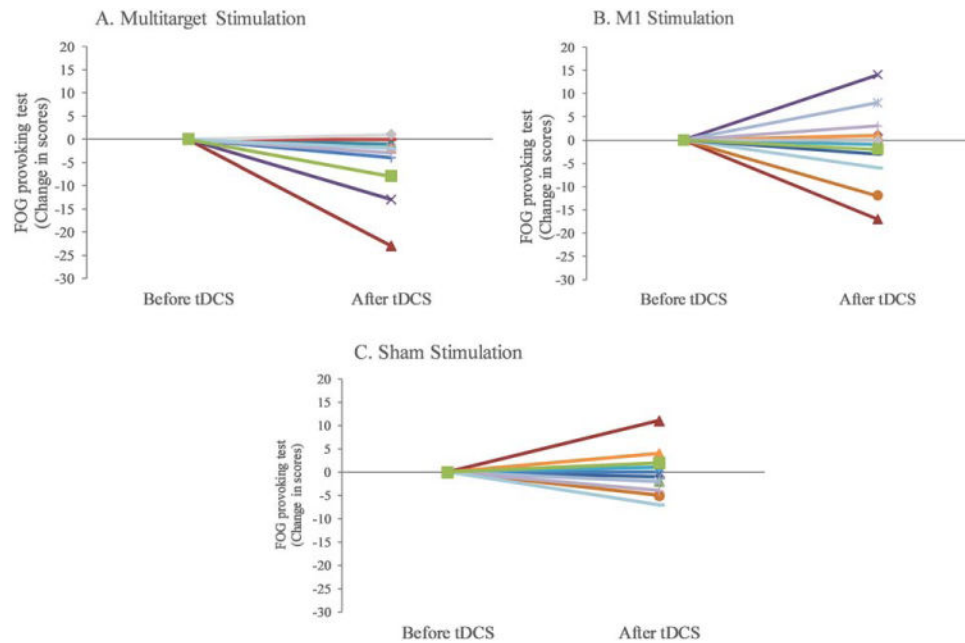 A. Multitarget Stimulation
FOG provoking test
(Change in scores)
20
15
10
5
0
-5
-10
-15
-20
-25
-30
Before tDCS
After tDCS
B. M1 Stimulation
FOG provoking test
(Change in scores)
20
15
10
5
0
-5
-10
-15
-20
-25
-30
Before tDCS
After tDCS
C. Sham Stimulation
FOG provoking test
(Change in scores)
20
15
10
5
0
-5
-10
-15
-20
-25
-30
Before tDCS
After tDCS